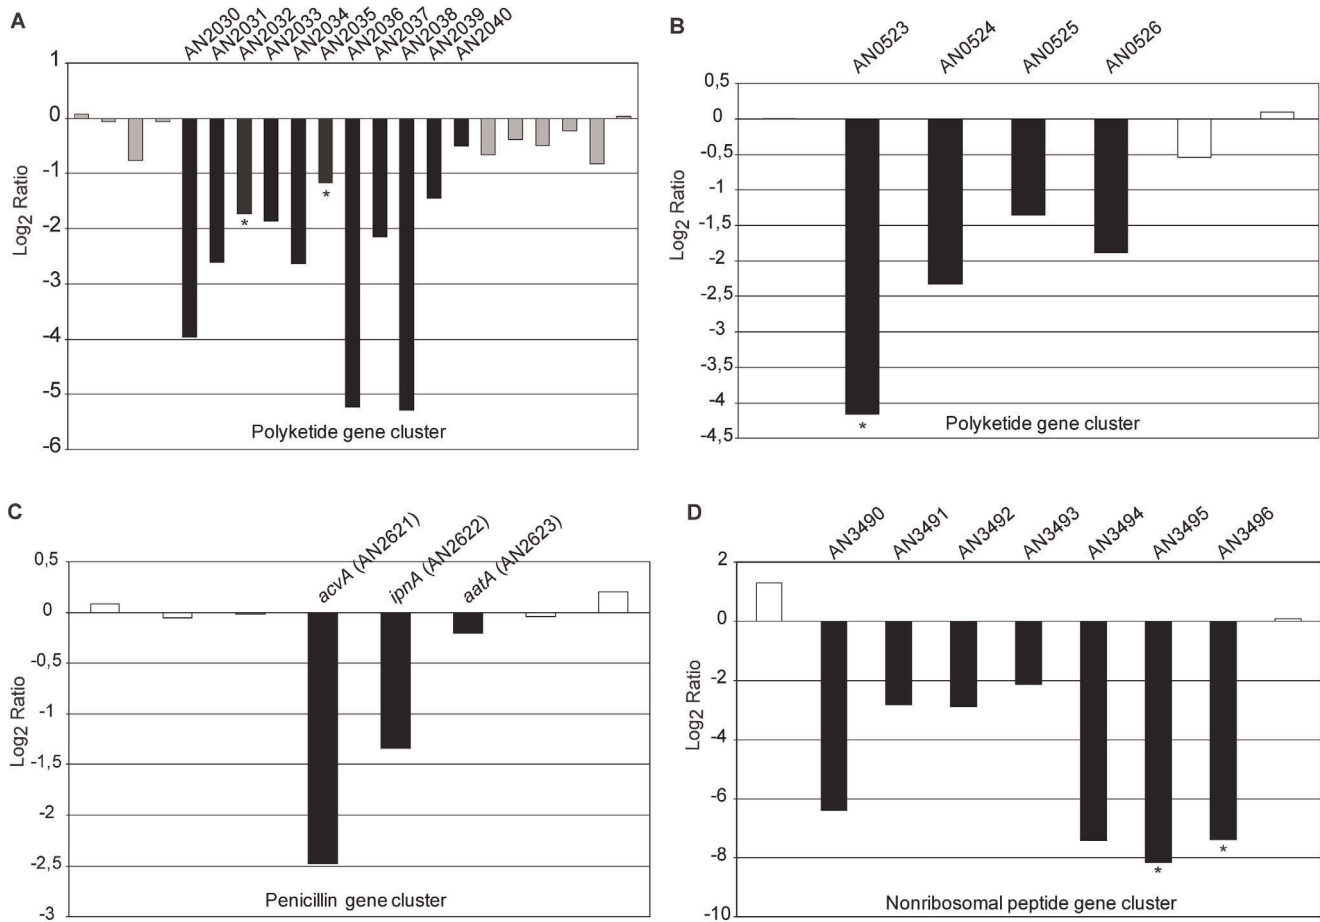 A
AN2030
AN2031
AN2032
AN2033
AN2034
AN2035
AN2036
AN2037
AN2038
AN2039
AN2040
1
0
-1
-2
-3
-4
-5
-6
Log2 Ratio
*
*
Polyketide gene cluster
B
AN0523
AN0524
AN0525
AN0526
0,5
0
-0,5
-1
-1,5
-2
-2,5
-3
-3,5
-4
-4,5
Log2 Ratio
*
Polyketide gene cluster
C
acvA (AN2621)
ipnA (AN2622)
aatA (AN2623)
0,5
0
-0,5
-1
-1,5
-2
-2,5
-3
Log2 Ratio
Penicillin gene cluster
D
AN3490
AN3491
AN3492
AN3493
AN3494
AN3495
AN3496
2
0
-2
-4
-6
-8
-10
Log2 Ratio
*
*
Nonribosomal peptide gene cluster